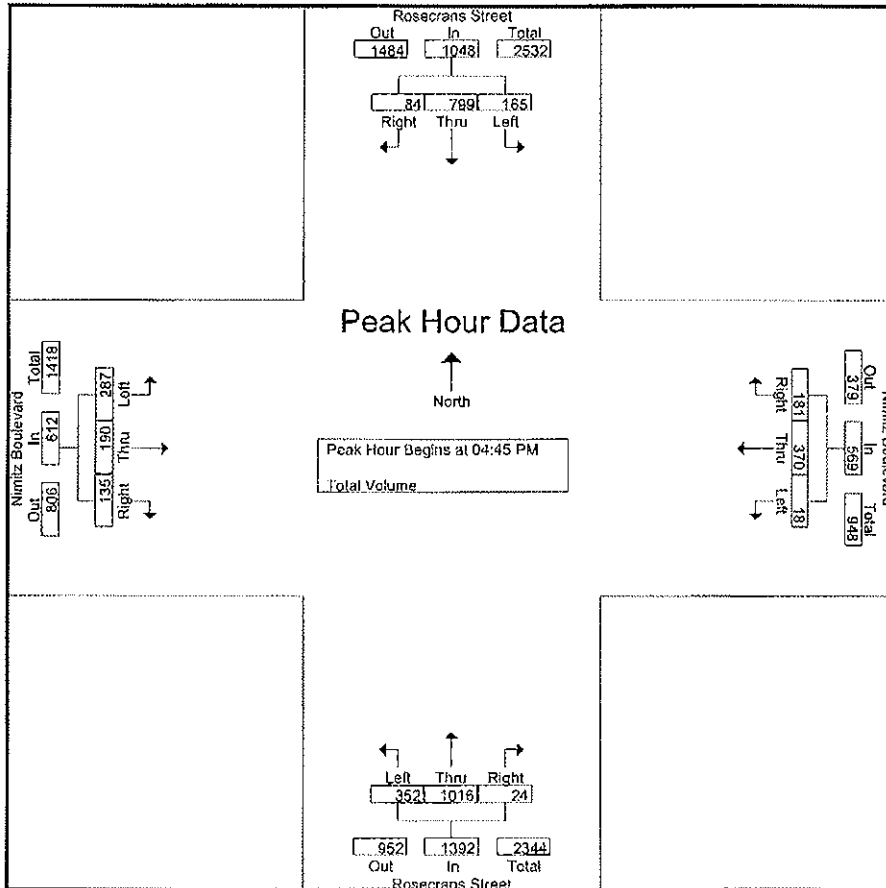 Rosecrans Street
Out In Total
1484 1048 2532
84 799 165
Right Thru Left
Peak Hour Data
North
Peak Hour Begins at 04:45 PM
Total Volume
Nimitz Boulevard
Out In Total
806 612 1418
Left Thru Right
287 190 135
Right Thru Left
181 370 18
Out In Total
379 569 948
Nimitz Boulevard
Left Thru Right
352 1016 24
952 1392 2344
Out In Total
Rosecrans Street